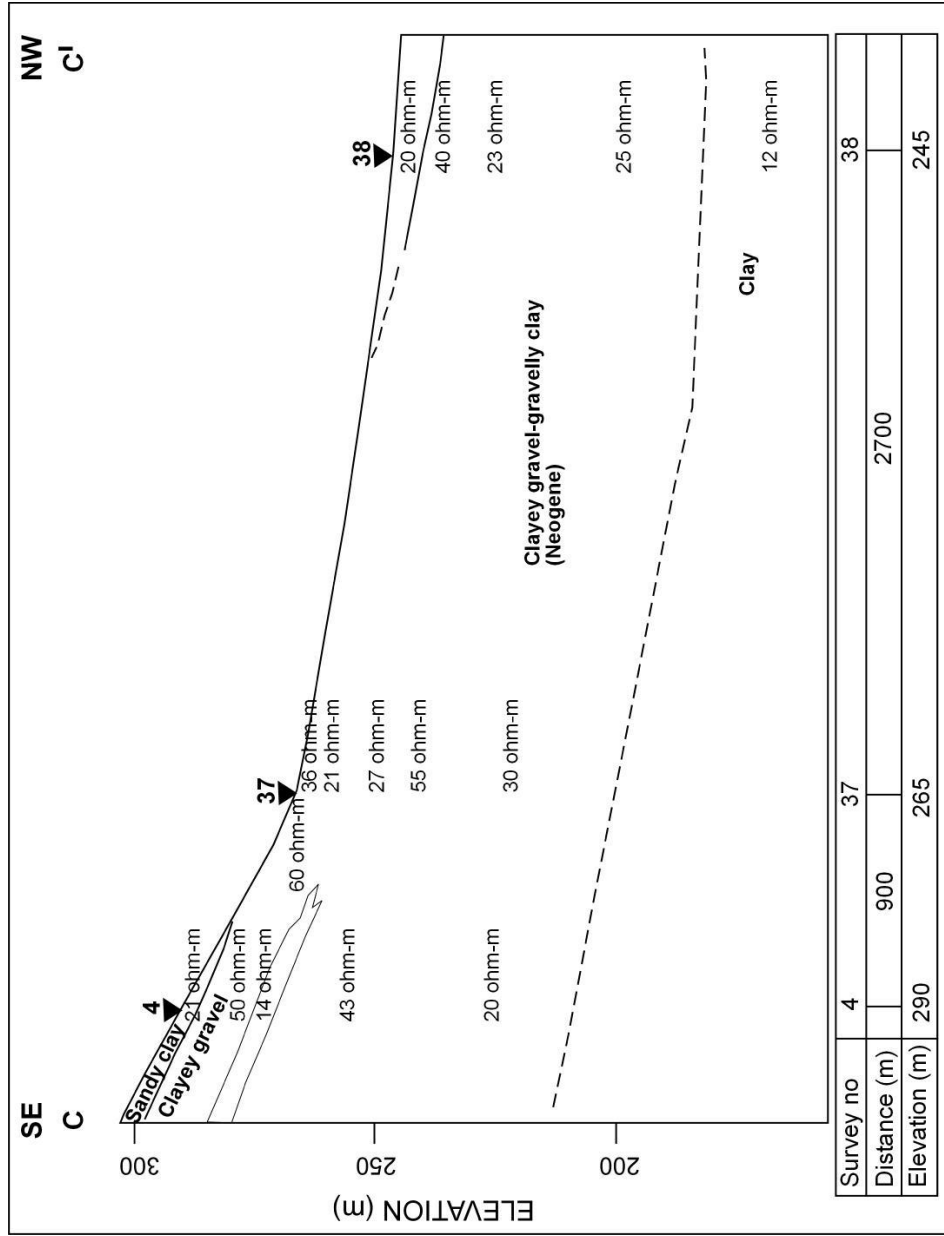 SE
NW
C
C'
4
37
38
Sandy clay
Clayey gravel
21 ohm-m
50 ohm-m
14 ohm-m
43 ohm-m
20 ohm-m
60 ohm-m
36 ohm-m
21 ohm-m
27 ohm-m
55 ohm-m
30 ohm-m
20 ohm-m
40 ohm-m
23 ohm-m
25 ohm-m
12 ohm-m
Clayey gravel-gravelly clay
(Neogene)
Clay
ELEVATION (m)
300
250
200
Survey no 4 37 38
Distance (m) 900 2700
Elevation (m) 290 265 245